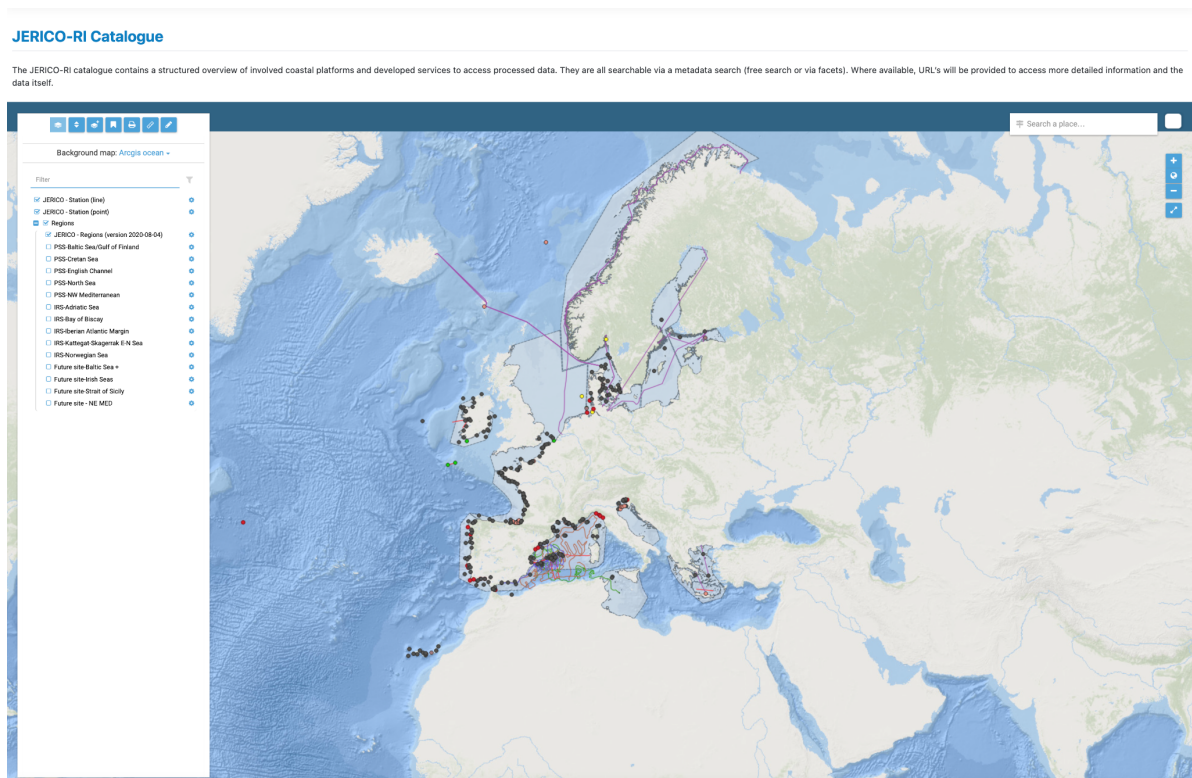 JERICO-RI Catalogue
The JERICO-RI catalogue contains a structured overview of involved coastal platforms and developed services to access processed data. They are all searchable via a metadata search (free search or via facets). Where available, URL's will be provided to access more detailed information and the
data itself.
Search a place...
Background map: Arcgis ocean
Filter
JERICO - Station (line)
JERICO - Station (point)
Regions
JERICO - Regions (version 2020-08-04)
PSS-Baltic Sea/Gulf of Finland
PSS-Cretan Sea
PSS-English Channel
PSS-North Sea
PSS-NW Mediterranean
IRS-Adriatic Sea
IRS-Bay of Biscay
IRS-Iberian Atlantic Margin
IRS-Kattegat-Skagerrak E-N Sea
IRS-Norwegian Sea
Future site-Baltic Sea +
Future site-Irish Seas
Future site-Strait of Sicily
Future site - NE MED